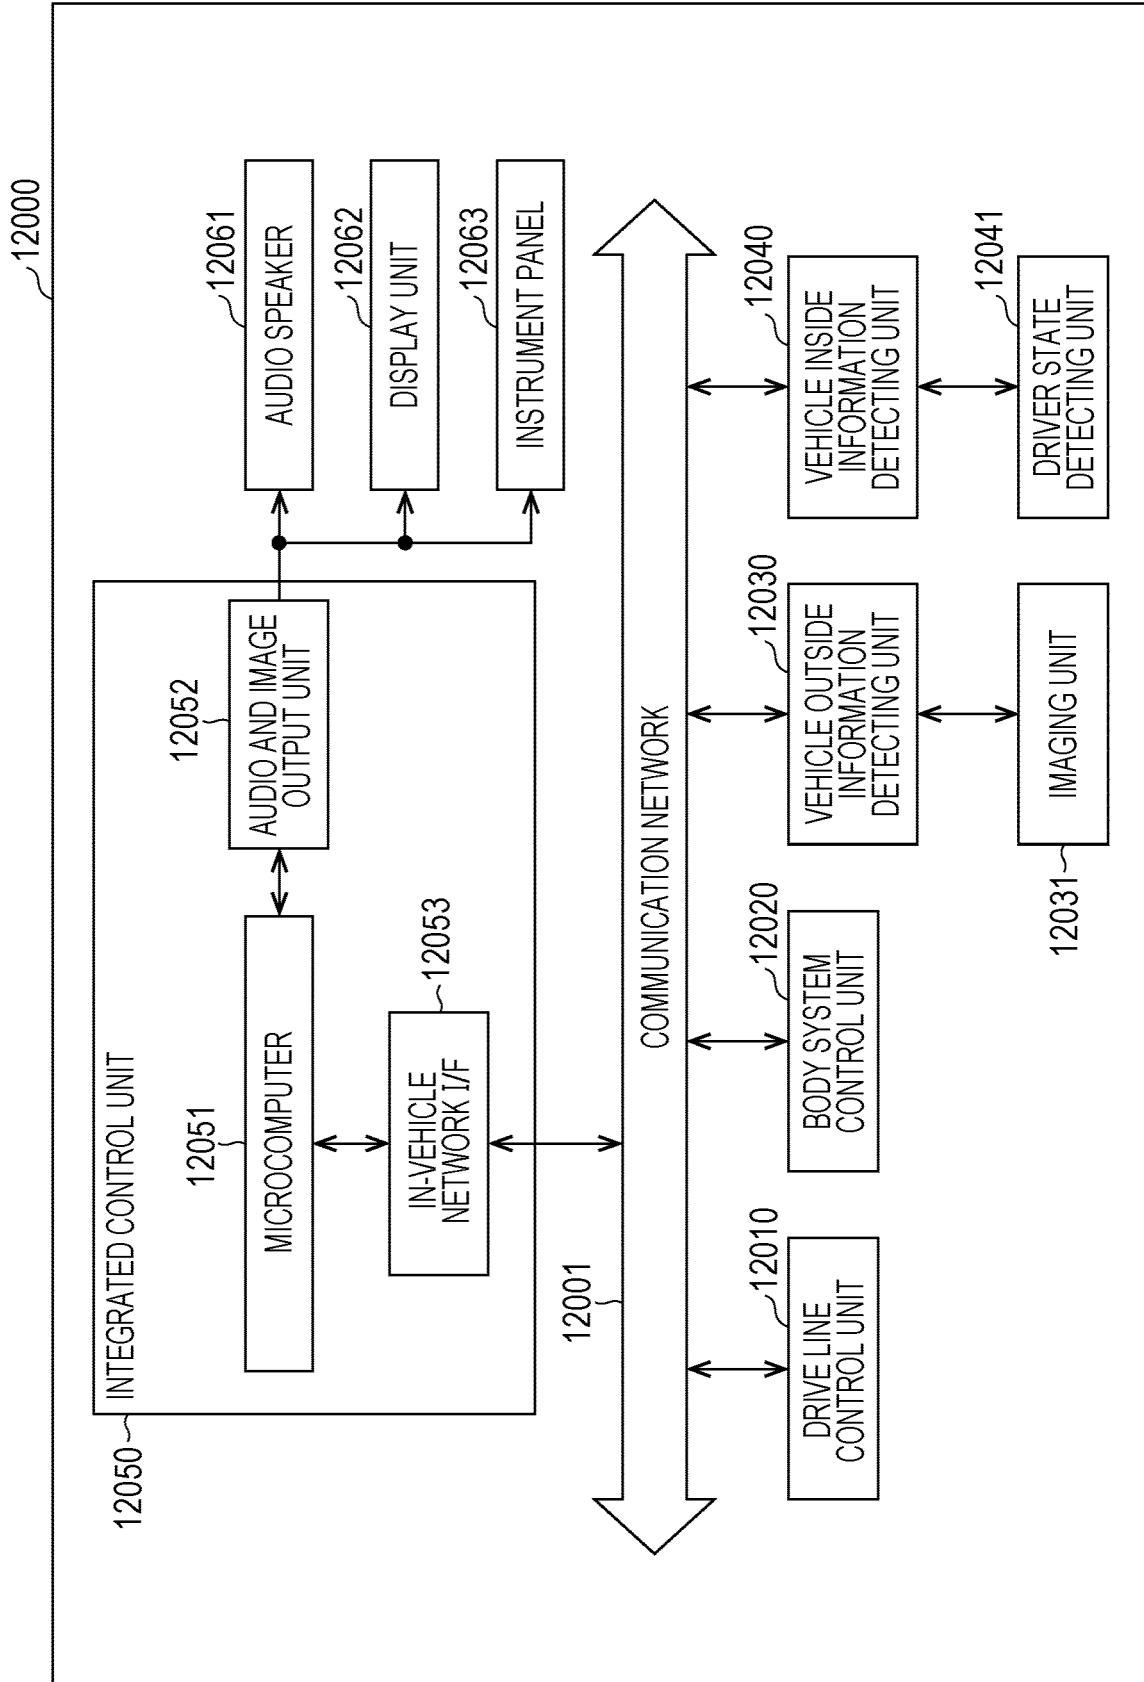 12000
12050
INTEGRATED CONTROL UNIT
12051
MICROCOMPUTER
12052
AUDIO AND IMAGE
OUTPUT UNIT
12053
IN-VEHICLE
NETWORK I/F
12061
AUDIO SPEAKER
12062
DISPLAY UNIT
12063
INSTRUMENT PANEL
12001
COMMUNICATION NETWORK
12010
DRIVE LINE
CONTROL UNIT
12020
BODY SYSTEM
CONTROL UNIT
12030
VEHICLE OUTSIDE
INFORMATION
DETECTING UNIT
12040
VEHICLE INSIDE
INFORMATION
DETECTING UNIT
12031
IMAGING UNIT
12041
DRIVER STATE
DETECTING UNIT